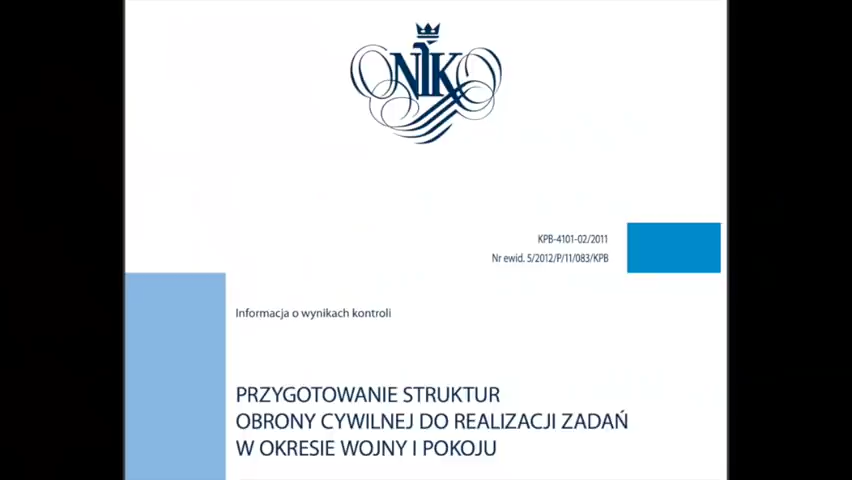 NIK
KPB-4101-02/2011
Nr ewid. 5/2012/P/11/083/KPB
Informacja o wynikach kontroli
PRZYGOTOWANIE STRUKTUR
OBRONY CYWILNEJ DO REALIZACJI ZADAŃ
W OKRESIE WOJNY I POKOJU